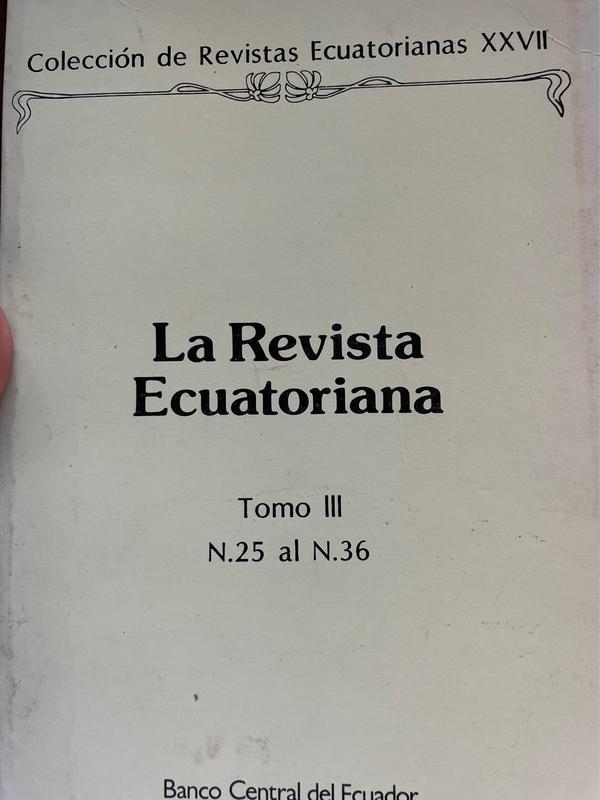 Colección de Revistas Ecuatorianas XXVII
La Revista
Ecuatoriana
Tomo III
N.25 al N.36
Banco Central del Ecuador